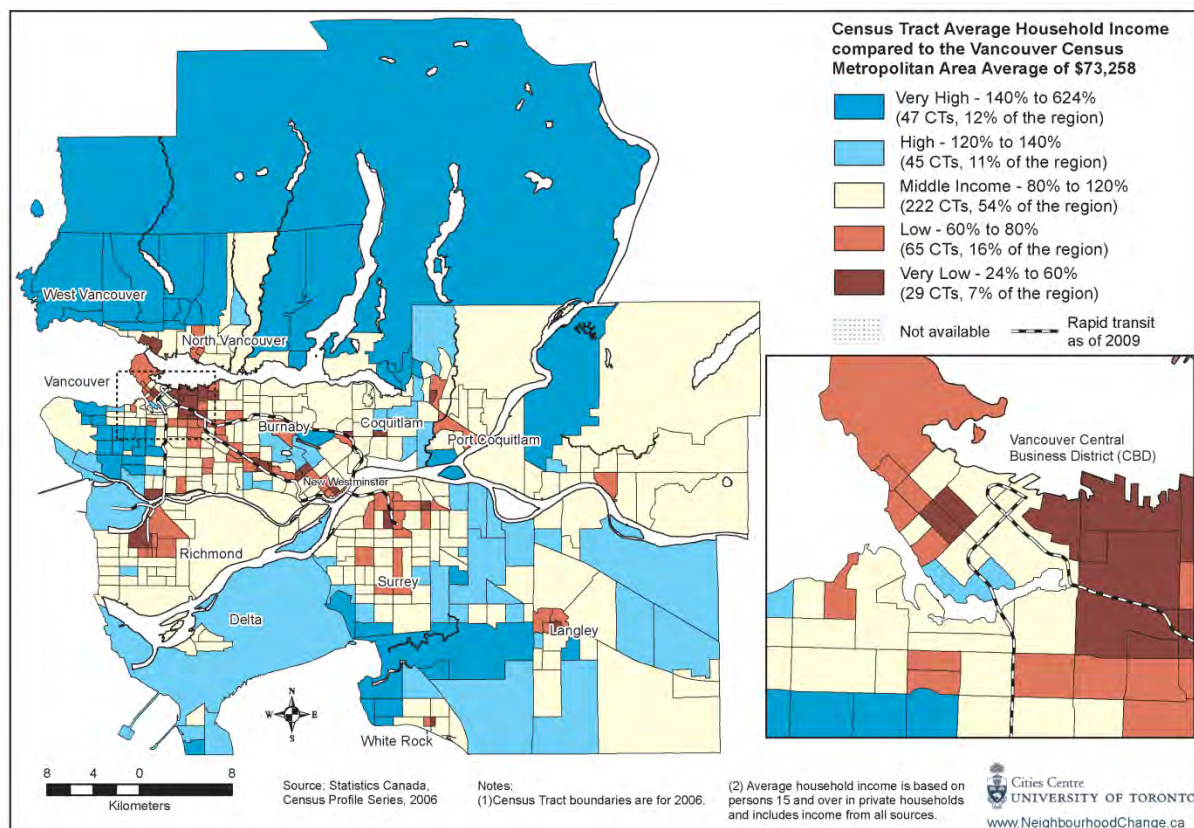 Census Tract Average Household Income
compared to the Vancouver Census
Metropolitan Area Average of $73,258
Very High - 140% to 624%
(47 CTs, 12% of the region)
High - 120% to 140%
(45 CTs, 11% of the region)
Middle Income - 80% to 120%
(222 CTs, 54% of the region)
Low - 60% to 80%
(65 CTs, 16% of the region)
Very Low - 24% to 60%
(29 CTs, 7% of the region)
Not available
Rapid transit
as of 2009
West Vancouver
North Vancouver
Vancouver
Burnaby
Coquitlam
Port Coquitlam
New Westminster
Richmond
Surrey
Delta
Langley
White Rock
N
W
E
S
Vancouver Central
Business District (CBD)
8 4 0 8
Kilometers
Source: Statistics Canada,
Census Profile Series, 2006
Notes:
(1)Census Tract boundaries are for 2006.
(2) Average household income is based on
persons 15 and over in private households
and includes income from all sources.
Cities Centre
UNIVERSITY OF TORONTO
www.NeighbourhoodChange.ca